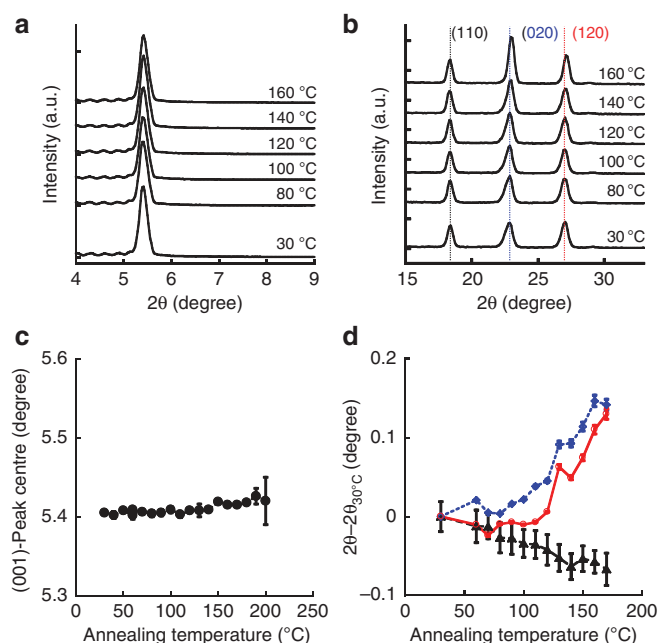 a
Intensity (a.u.)
160 °C
140 °C
120 °C
100 °C
80 °C
30 °C
4 5 6 7 8 9
2θ (degree)
b
Intensity (a.u.)
(110) (020) (120)
160 °C
140 °C
120 °C
100 °C
80 °C
30 °C
15 20 25 30
2θ (degree)
c
(001)-Peak centre (degree)
5.6
5.5
5.4
5.3
0 50 100 150 200 250
Annealing temperature (°C)
d
2θ–2θ30°C (degree)
0.2
0.1
0
–0.1
0 50 100 150 200
Annealing temperature (°C)